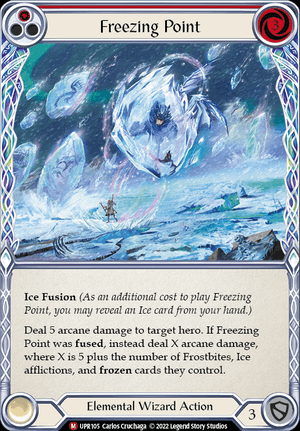 Freezing Point
Ice Fusion (As an additional cost to play Freezing
Point, you may reveal an Ice card from your hand.)
Deal 5 arcane damage to target hero. If Freezing
Point was fused, instead deal X arcane damage,
where X is 5 plus the number of Frostbites, Ice
afflictions, and frozen cards they control.
Elemental Wizard Action
3
M UPR105 Carlos Cruchaga © 2022 Legend Story Studios